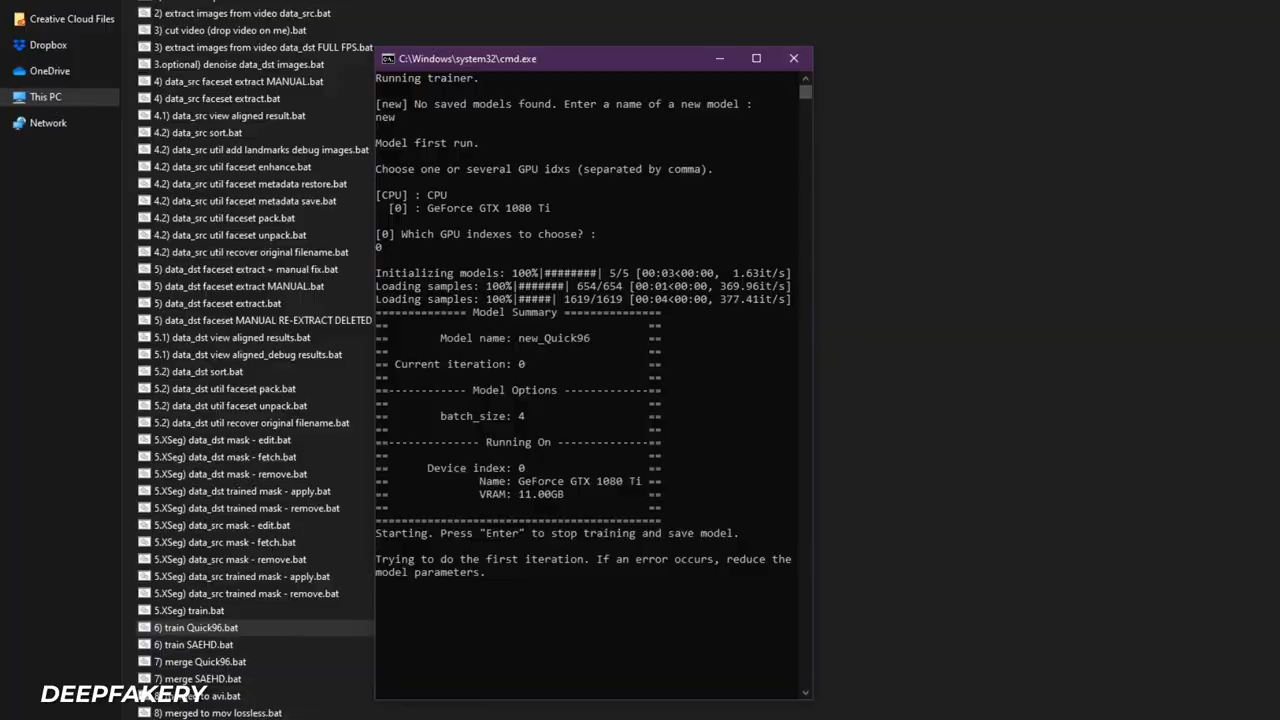 Creative Cloud Files
Dropbox
OneDrive
This PC
Network
2) extract images from video data_src.bat
3) cut video (drop video on me).bat
3) extract images from video data_dst FULL FPS.bat
3.optional) denoise data_dst images.bat
4) data_src faceset extract MANUAL.bat
4) data_src faceset extract.bat
4.1) data_src view aligned result.bat
4.2) data_src sort.bat
4.2) data_src util add landmarks debug images.bat
4.2) data_src util faceset enhance.bat
4.2) data_src util faceset metadata restore.bat
4.2) data_src util faceset metadata save.bat
4.2) data_src util faceset pack.bat
4.2) data_src util faceset unpack.bat
4.2) data_src util recover original filename.bat
5) data_dst faceset extract + manual fix.bat
5) data_dst faceset extract MANUAL.bat
5) data_dst faceset extract.bat
5) data_dst faceset MANUAL RE-EXTRACT DELETED
5.1) data_dst view aligned results.bat
5.1) data_dst view aligned_debug results.bat
5.2) data_dst sort.bat
5.2) data_dst util faceset pack.bat
5.2) data_dst util faceset unpack.bat
5.2) data_dst util recover original filename.bat
5.XSeg) data_dst mask - edit.bat
5.XSeg) data_dst mask - fetch.bat
5.XSeg) data_dst mask - remove.bat
5.XSeg) data_dst trained mask - apply.bat
5.XSeg) data_dst trained mask - remove.bat
5.XSeg) data_src mask - edit.bat
5.XSeg) data_src mask - fetch.bat
5.XSeg) data_src mask - remove.bat
5.XSeg) data_src trained mask - apply.bat
5.XSeg) data_src trained mask - remove.bat
5.XSeg) train.bat
6) train Quick96.bat
6) train SAEHD.bat
7) merge Quick96.bat
7) merge SAEHD.bat
to avi.bat
8) merged to mov lossless.bat
C:\Windows\system32\cmd.exe
Running trainer.
[new] No saved models found. Enter a name of a new model :
new
Model first run.
Choose one or several GPU idxs (separated by comma).
[CPU] : CPU
[0] : GeForce GTX 1080 Ti
[0] Which GPU indexes to choose? :
0
Initializing models: 100%|########| 5/5 [00:03<00:00,  1.63it/s]
Loading samples: 100%|#######| 654/654 [00:01<00:00, 369.96it/s]
Loading samples: 100%|#####| 1619/1619 [00:04<00:00, 377.41it/s]
============== Model Summary ===============
== ==
== Model name: new_Quick96 ==
== ==
== Current iteration: 0 ==
== ==
==------------ Model Options -------------==
== ==
== batch_size: 4 ==
== ==
==-------------- Running On --------------==
== ==
== Device index: 0 ==
== Name: GeForce GTX 1080 Ti ==
== VRAM: 11.00GB ==
== ==
============================================
Starting. Press "Enter" to stop training and save model.
Trying to do the first iteration. If an error occurs, reduce the
model parameters.
DEEPFAKERY